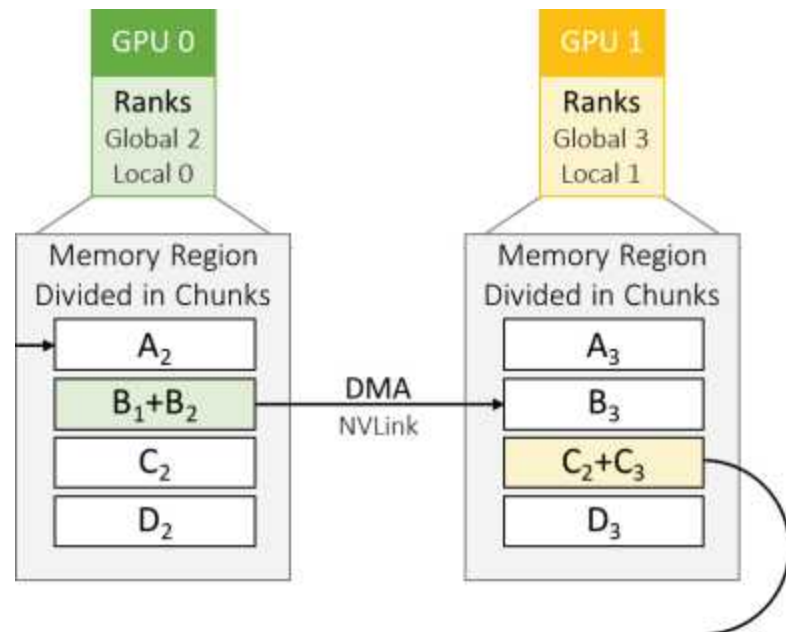 GPU 0
Ranks
Global 2
Local 0
Memory Region
Divided in Chunks
A₂
B₁+B₂
C₂
D₂
DMA
NVLink
GPU 1
Ranks
Global 3
Local 1
Memory Region
Divided in Chunks
A₃
B₃
C₂+C₃
D₃